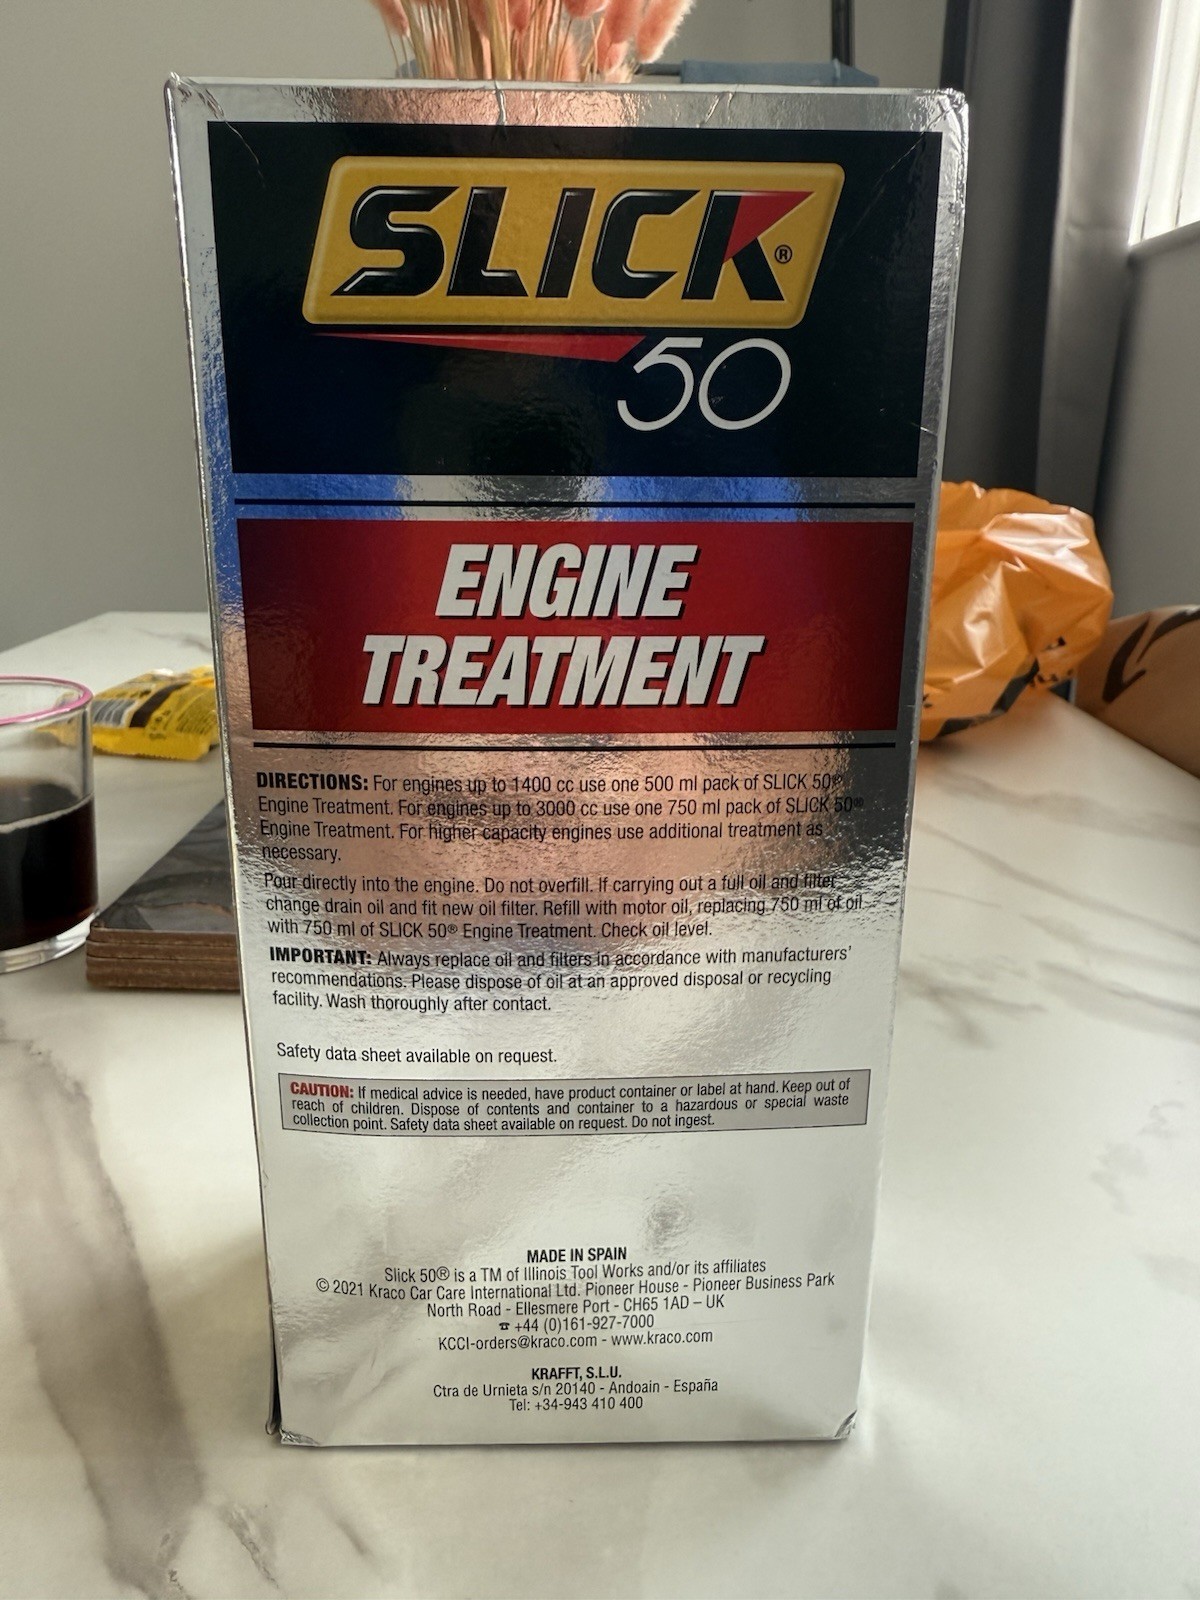 SLICK®
50
ENGINE
TREATMENT
DIRECTIONS: For engines up to 1400 cc use one 500 ml pack of SLICK 50®
Engine Treatment. For engines up to 3000 cc use one 750 ml pack of SLICK 50®
Engine Treatment. For higher capacity engines use additional treatment as
necessary.
Pour directly into the engine. Do not overfill. If carrying out a full oil and filter
change drain oil and fit new oil filter. Refill with motor oil, replacing 750 ml of oil
with 750 ml of SLICK 50® Engine Treatment. Check oil level.
IMPORTANT: Always replace oil and filters in accordance with manufacturers'
recommendations. Please dispose of oil at an approved disposal or recycling
facility. Wash thoroughly after contact.
Safety data sheet available on request.
CAUTION: If medical advice is needed, have product container or label at hand. Keep out of
reach of children. Dispose of contents and container to a hazardous or special waste
collection point. Safety data sheet available on request. Do not ingest.
MADE IN SPAIN
Slick 50® is a TM of Illinois Tool Works and/or its affiliates
© 2021 Kraco Car Care International Ltd. Pioneer House - Pioneer Business Park
North Road - Ellesmere Port - CH65 1AD – UK
☎ +44 (0)161-927-7000
KCCI-orders@kraco.com - www.kraco.com
KRAFFT, S.L.U.
Ctra de Urnieta s/n 20140 - Andoain - España
Tel: +34-943 410 400